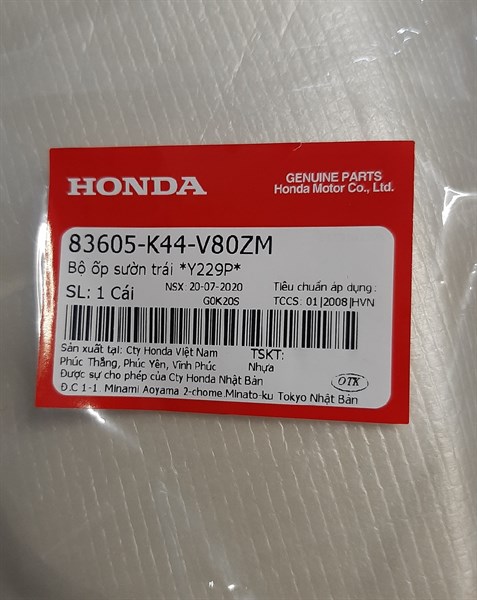 HONDA
GENUINE PARTS
Honda Motor Co., Ltd.
83605-K44-V80ZM
Bộ ốp sườn trái *Y229P*
SL: 1 Cái
NSX 20-07-2020
G0K20S
Tiêu chuẩn áp dụng:
TCCS: 01|2008|HVN
Sản xuất tại: Cty Honda Việt Nam
Phúc Thắng, Phúc Yên, Vĩnh Phúc
TSKT:
Nhựa
Được sự cho phép của Cty Honda Nhật Bản
Đ.C 1-1. Minami Aoyama 2-chome.Minato-ku Tokyo Nhật Bản
OTK